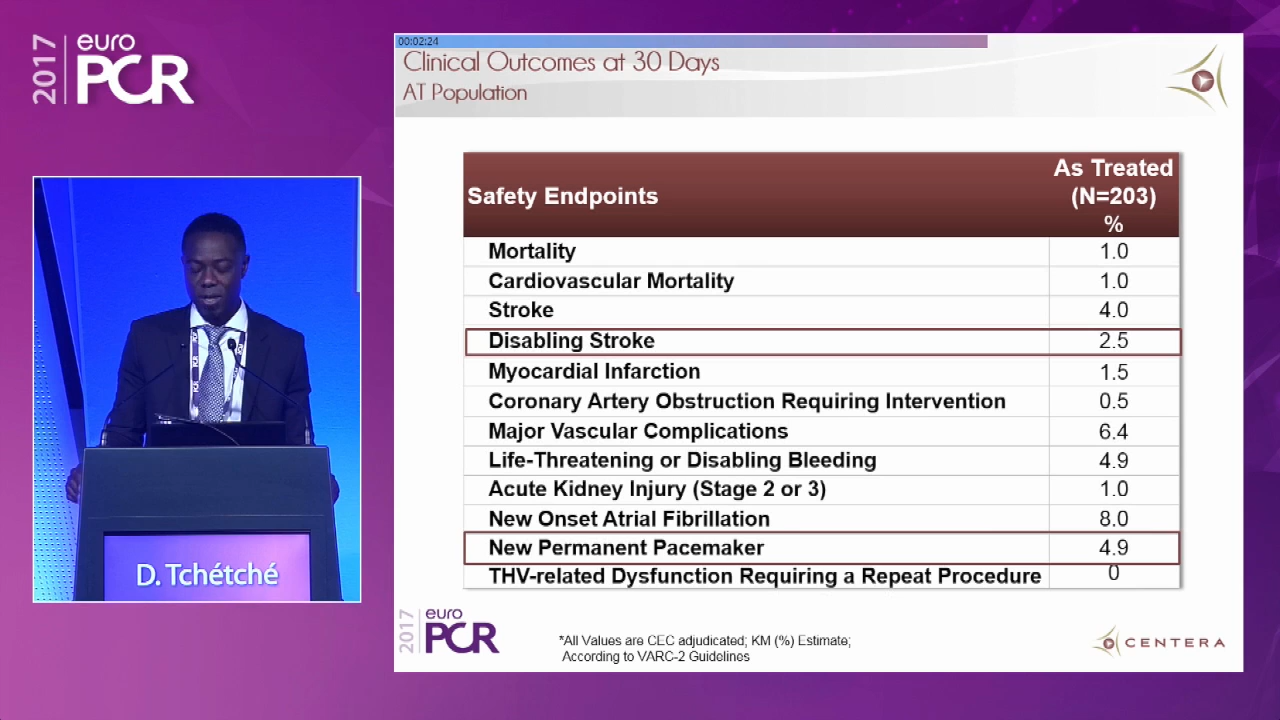 2017
euro
PCR
00:02:24
Clinical Outcomes at 30 Days
AT Population
Safety Endpoints
As Treated
(N=203)
%
Mortality 1.0
Cardiovascular Mortality 1.0
Stroke 4.0
Disabling Stroke 2.5
Myocardial Infarction 1.5
Coronary Artery Obstruction Requiring Intervention 0.5
Major Vascular Complications 6.4
Life-Threatening or Disabling Bleeding 4.9
Acute Kidney Injury (Stage 2 or 3) 1.0
New Onset Atrial Fibrillation 8.0
New Permanent Pacemaker 4.9
THV-related Dysfunction Requiring a Repeat Procedure 0
D. Tchétché
2017
euro
PCR
*All Values are CEC adjudicated; KM (%) Estimate;
According to VARC-2 Guidelines
CENTERA